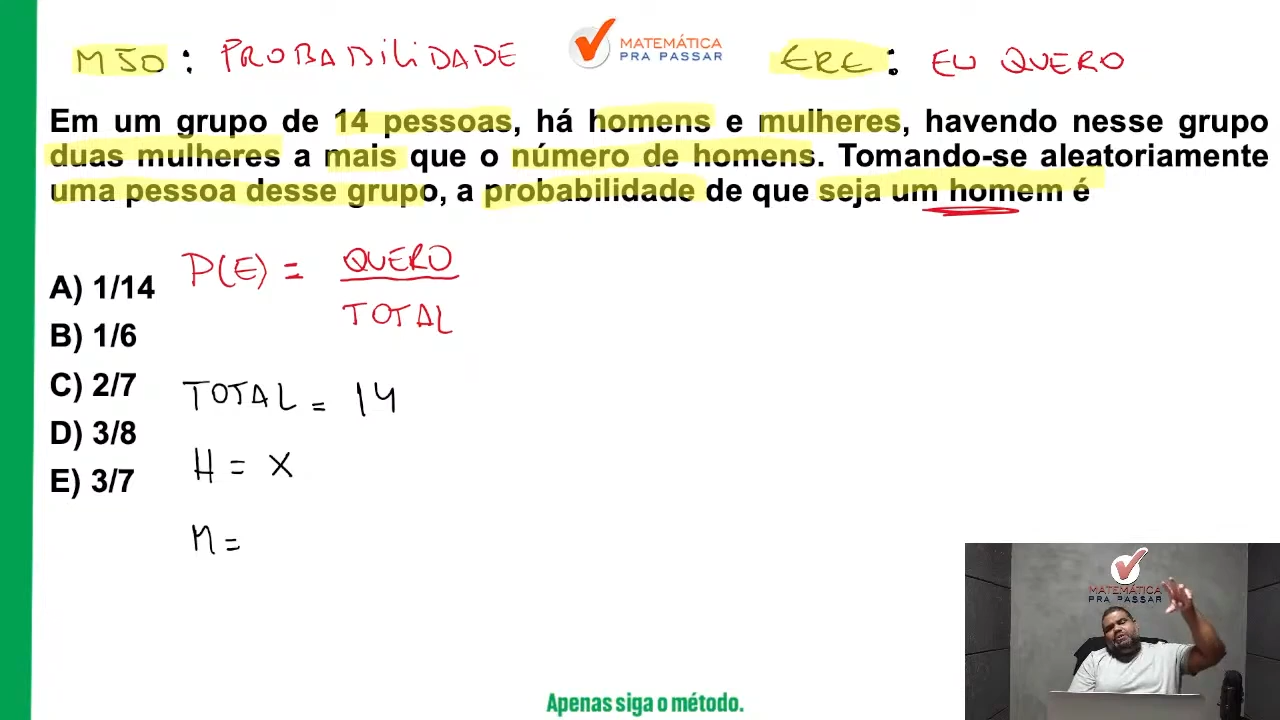 M50 : PROBABILIDADE
MATEMÁTICA
PRA PASSAR
ERE : EU QUERO
Em um grupo de 14 pessoas, há homens e mulheres, havendo nesse grupo
duas mulheres a mais que o número de homens. Tomando-se aleatoriamente
uma pessoa desse grupo, a probabilidade de que seja um homem é
P(E) = QUERO
TOTAL
A) 1/14
B) 1/6
C) 2/7
D) 3/8
E) 3/7
TOTAL = 14
H = X
M =
MATEMÁTICA
PRA PASSAR
Apenas siga o método.